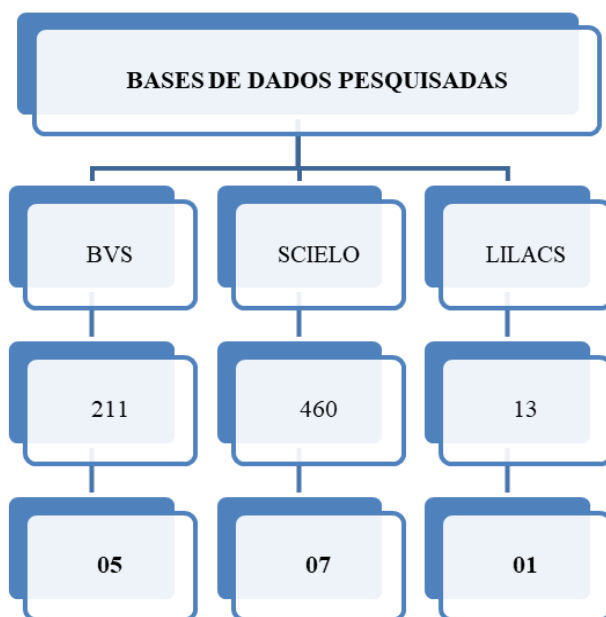 BASES DE DADOS PESQUISADAS
BVS
SCIELO
LILACS
211
460
13
05
07
01